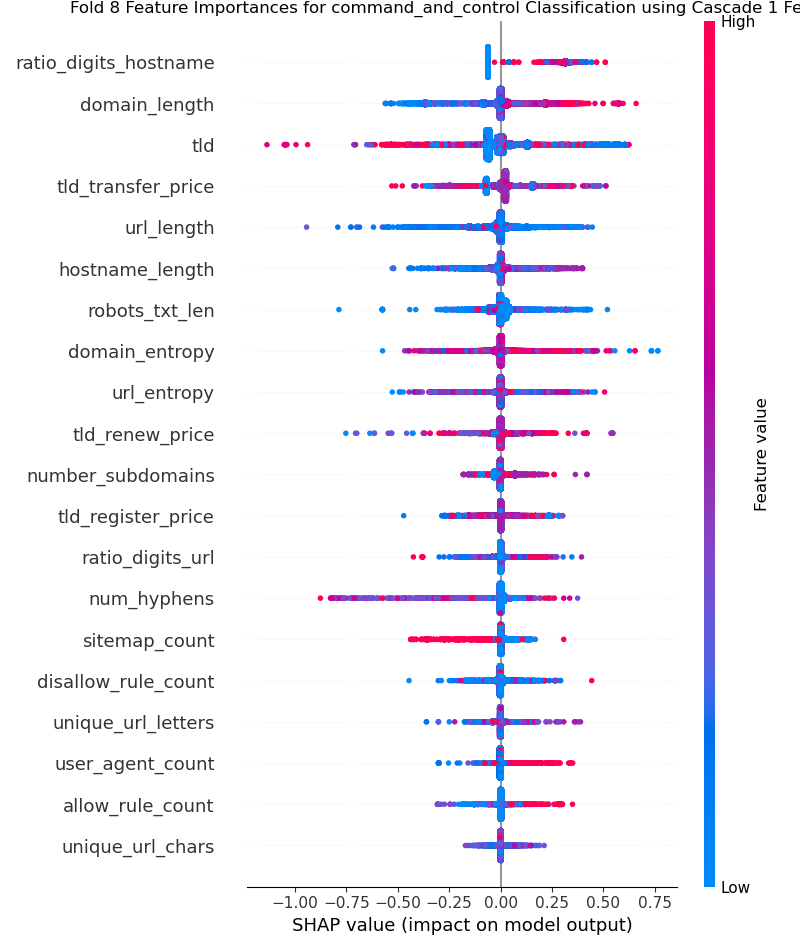 Fold 8 Feature Importances for command_and_control Classification using Cascade 1 Fe
High
ratio_digits_hostname
domain_length
tld
tld_transfer_price
url_length
hostname_length
robots_txt_len
domain_entropy
url_entropy
tld_renew_price
number_subdomains
tld_register_price
ratio_digits_url
num_hyphens
sitemap_count
disallow_rule_count
unique_url_letters
user_agent_count
allow_rule_count
unique_url_chars
Feature value
Low
−1.00 −0.75 −0.50 −0.25 0.00 0.25 0.50 0.75
SHAP value (impact on model output)